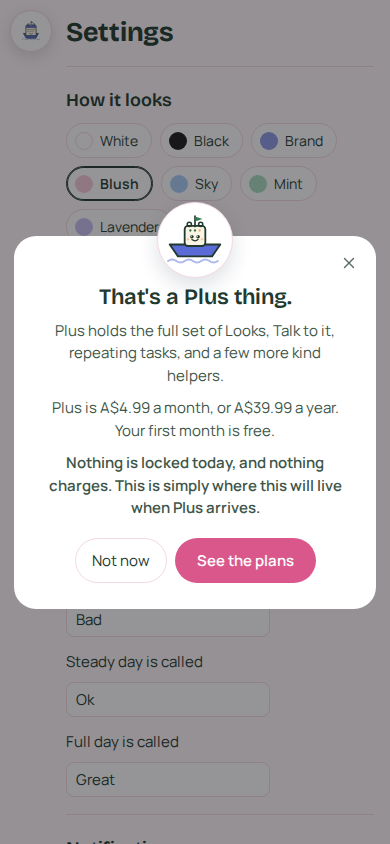 Settings
How it looks
White
Black
Brand
Blush
Sky
Mint
Lavender
That's a Plus thing.
Plus holds the full set of Looks, Talk to it,
repeating tasks, and a few more kind
helpers.
Plus is A$4.99 a month, or A$39.99 a year.
Your first month is free.
Nothing is locked today, and nothing
charges. This is simply where this will live
when Plus arrives.
Not now
See the plans
Bad
Steady day is called
Ok
Full day is called
Great